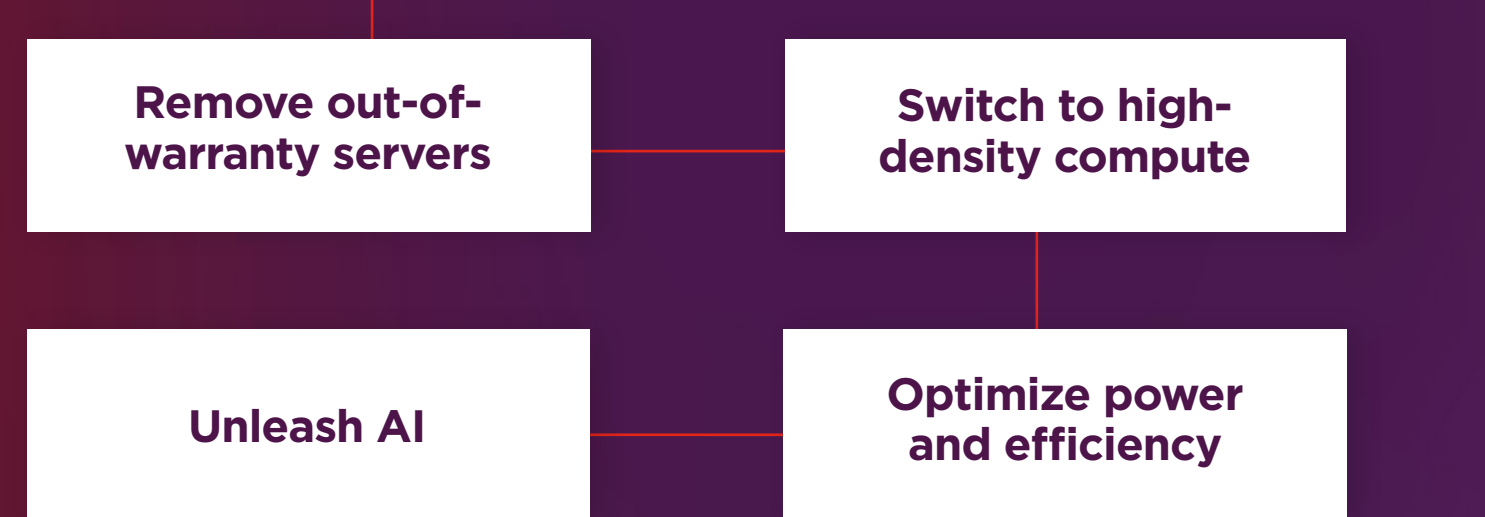 Remove out-of-
warranty servers
Switch to high-
density compute
Unleash AI
Optimize power
and efficiency